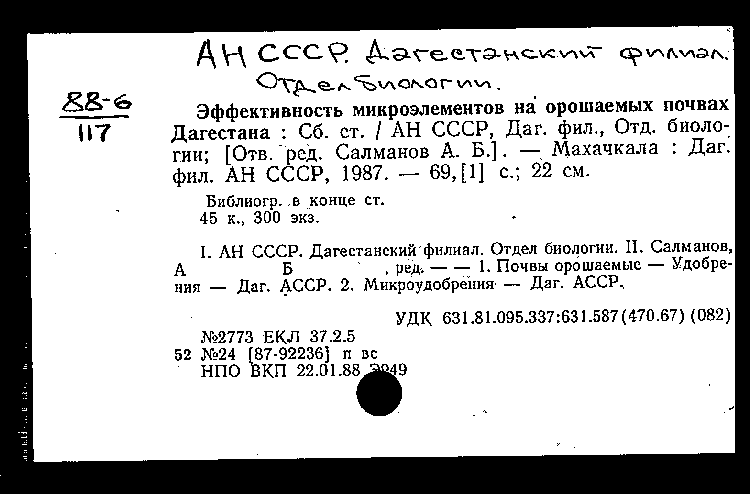 АН СССР. Дагестанский филиал.
Отдел биологии.
88-6
117
Эффективность микроэлементов на орошаемых почвах
Дагестана : Сб. ст. / АН СССР, Даг. фил., Отд. биоло-
гии; [Отв. ред. Салманов А. Б.]. — Махачкала : Даг.
фил. АН СССР, 1987. — 69,[1] с.; 22 см.
Библиогр. в конце ст.
45 к., 300 экз.
I. АН СССР. Дагестанский филиал. Отдел биологии. II. Салманов,
А Б , ред. — — 1. Почвы орошаемые — Удобре-
ния — Даг. АССР. 2. Микроудобрения — Даг. АССР.
УДК 631.81.095.337:631.587(470.67) (082)
№2773 ЕКЛ 37.2.5
52 №24 [87-92236] п вс
НПО ВКП 22.01.88